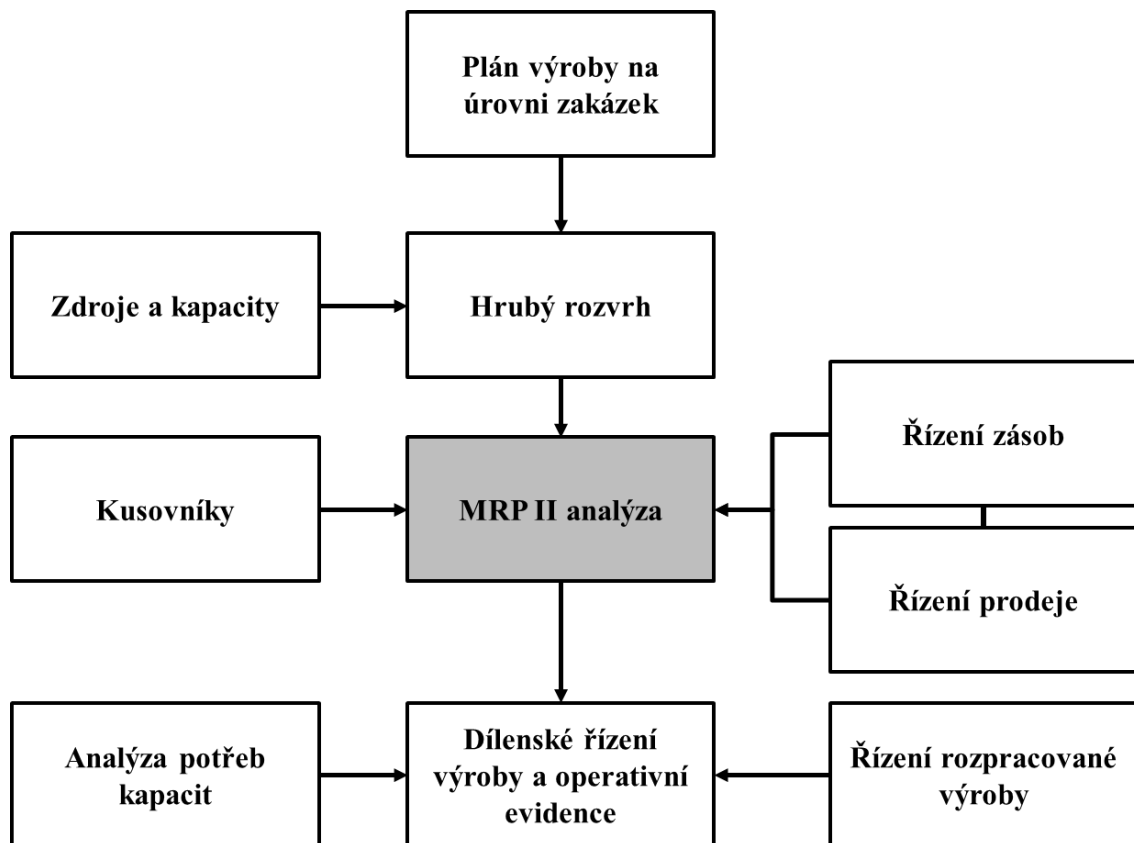 Plán výroby na
úrovni zakázek
Zdroje a kapacity
Hrubý rozvrh
Řízení zásob
Kusovníky
MRP II analýza
Řízení prodeje
Analýza potřeb
kapacit
Dílenské řízení
výroby a operativní
evidence
Řízení rozpracované
výroby